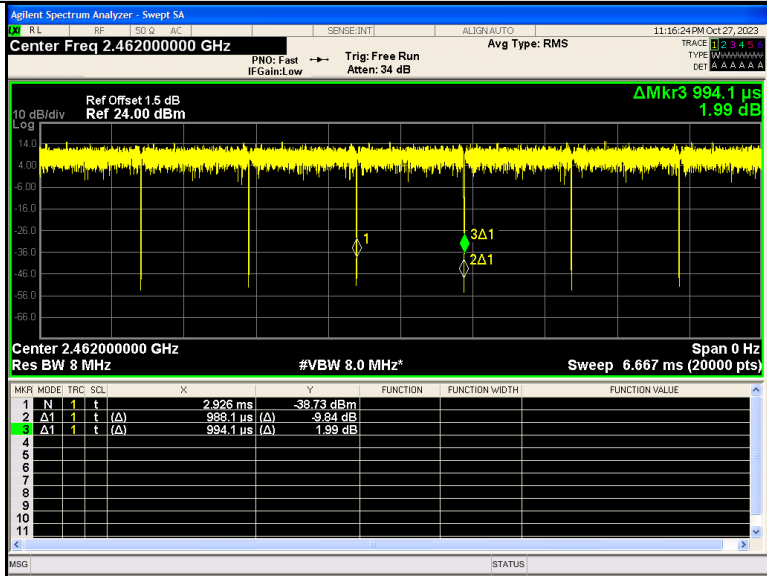 Agilent Spectrum Analyzer - Swept SA
RL RF 50 Ω AC SENSE:INT ALIGN AUTO 11:16:24 PM Oct 27, 2023
Center Freq 2.462000000 GHz Avg Type: RMS TRACE 1 2 3 4 5 6
PNO: Fast Trig: Free Run TYPE W
IFGain:Low Atten: 34 dB DET A A A A A A
ΔMkr3 994.1 µs
1.99 dB
Ref Offset 1.5 dB
10 dB/div Ref 24.00 dBm
Log
14.0
4.00
-6.00
-16.0
-26.0
-36.0
-46.0
-56.0
-66.0
1
3Δ1
2Δ1
Center 2.462000000 GHz Span 0 Hz
Res BW 8 MHz #VBW 8.0 MHz* Sweep 6.667 ms (20000 pts)
MKR MODE TRC SCL X Y FUNCTION FUNCTION WIDTH FUNCTION VALUE
1 N 1 t 2.926 ms -38.73 dBm
2 Δ1 1 t (Δ) 988.1 µs (Δ) -9.84 dB
3 Δ1 1 t (Δ) 994.1 µs (Δ) 1.99 dB
4
5
6
7
8
9
10
11
MSG STATUS